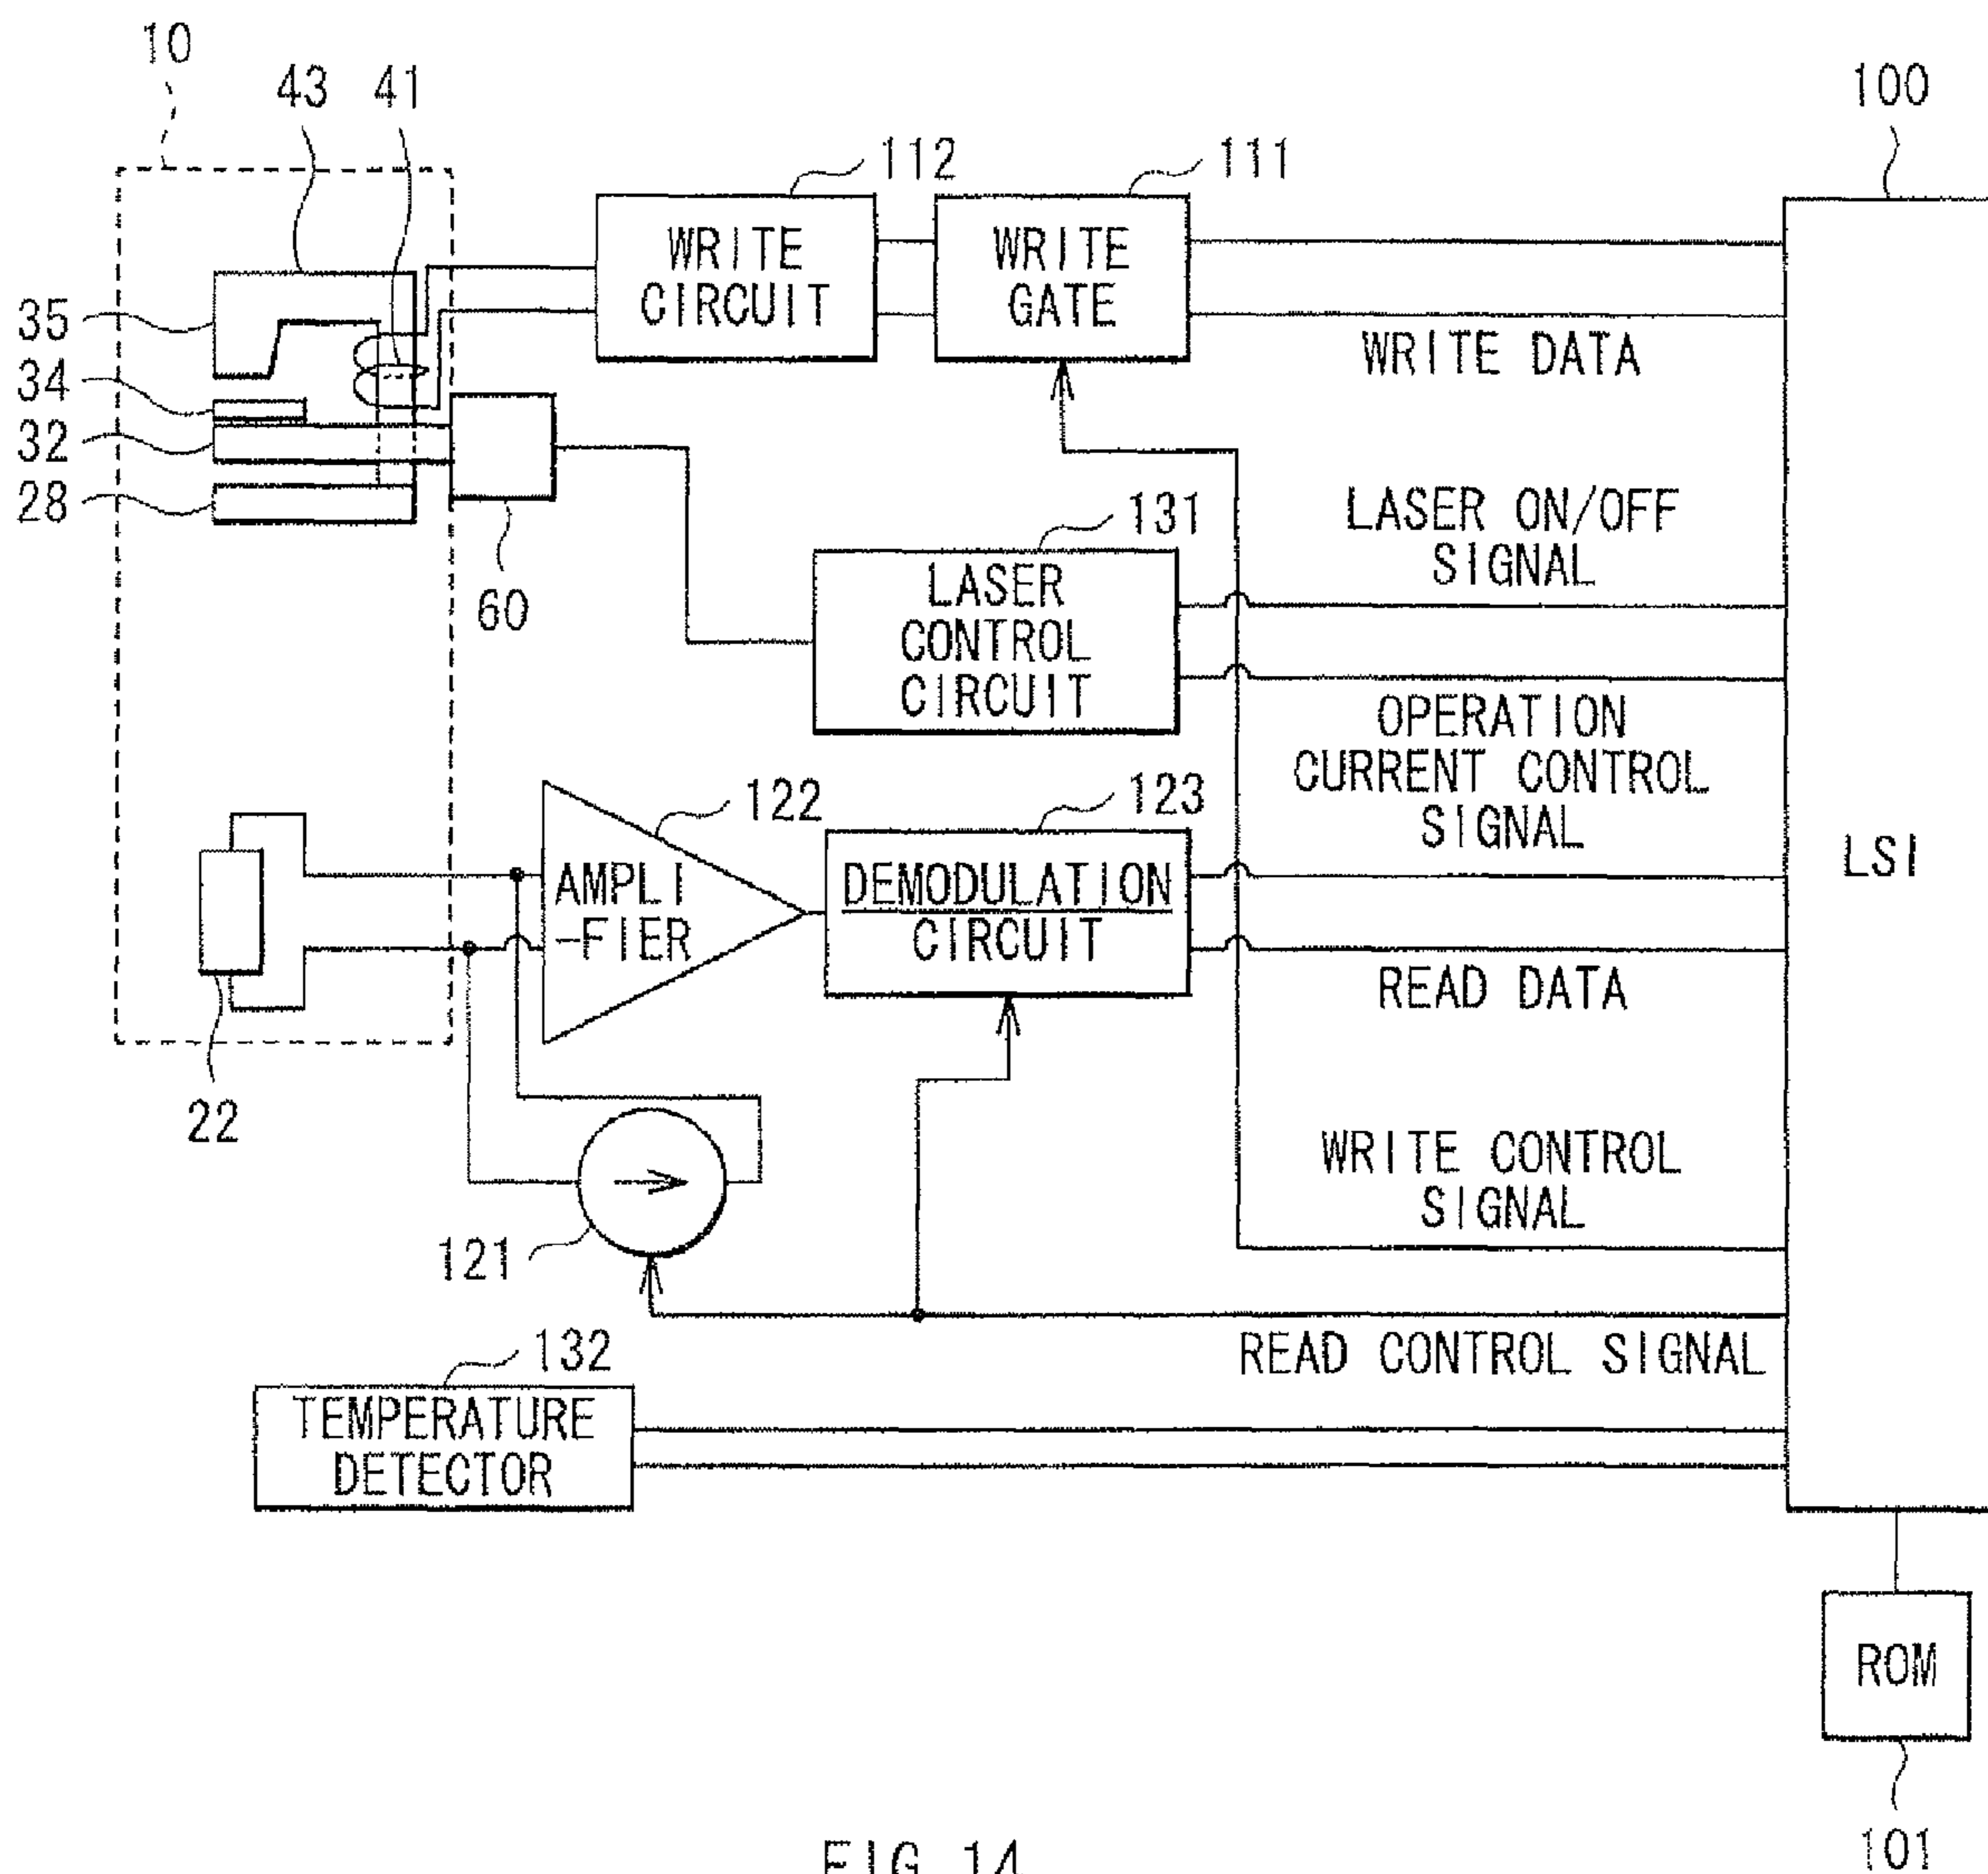 10
43
41
112
111
100
WRITE
CIRCUIT
WRITE
GATE
WRITE DATA
35
34
32
28
60
131
LASER ON/OFF
SIGNAL
LASER
CONTROL
CIRCUIT
OPERATION
CURRENT CONTROL
SIGNAL
LSI
122
123
AMPLI
-FIER
DEMODULATION
CIRCUIT
READ DATA
22
121
WRITE CONTROL
SIGNAL
READ CONTROL SIGNAL
132
TEMPERATURE
DETECTOR
ROM
101
FIG. 14